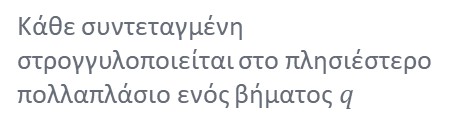 Κάθε συντεταγμένη
στρογγυλοποιείται στο πλησιέστερο
πολλαπλάσιο ενός βήματος q